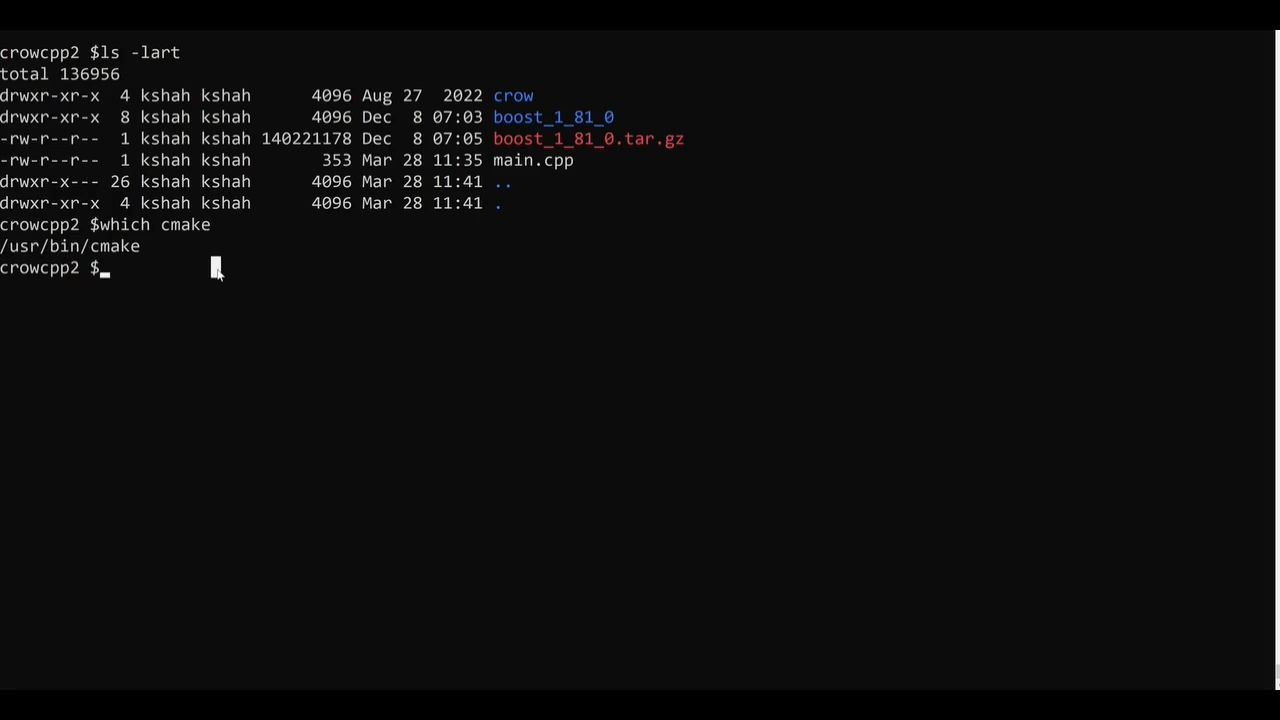 crowcpp2 $ls -lart
total 136956
drwxr-xr-x  4 kshah kshah      4096 Aug 27  2022 crow
drwxr-xr-x  8 kshah kshah      4096 Dec  8 07:03 boost_1_81_0
-rw-r--r--  1 kshah kshah 140221178 Dec  8 07:05 boost_1_81_0.tar.gz
-rw-r--r--  1 kshah kshah       353 Mar 28 11:35 main.cpp
drwxr-x--- 26 kshah kshah      4096 Mar 28 11:41 ..
drwxr-xr-x  4 kshah kshah      4096 Mar 28 11:41 .
crowcpp2 $which cmake
/usr/bin/cmake
crowcpp2 $